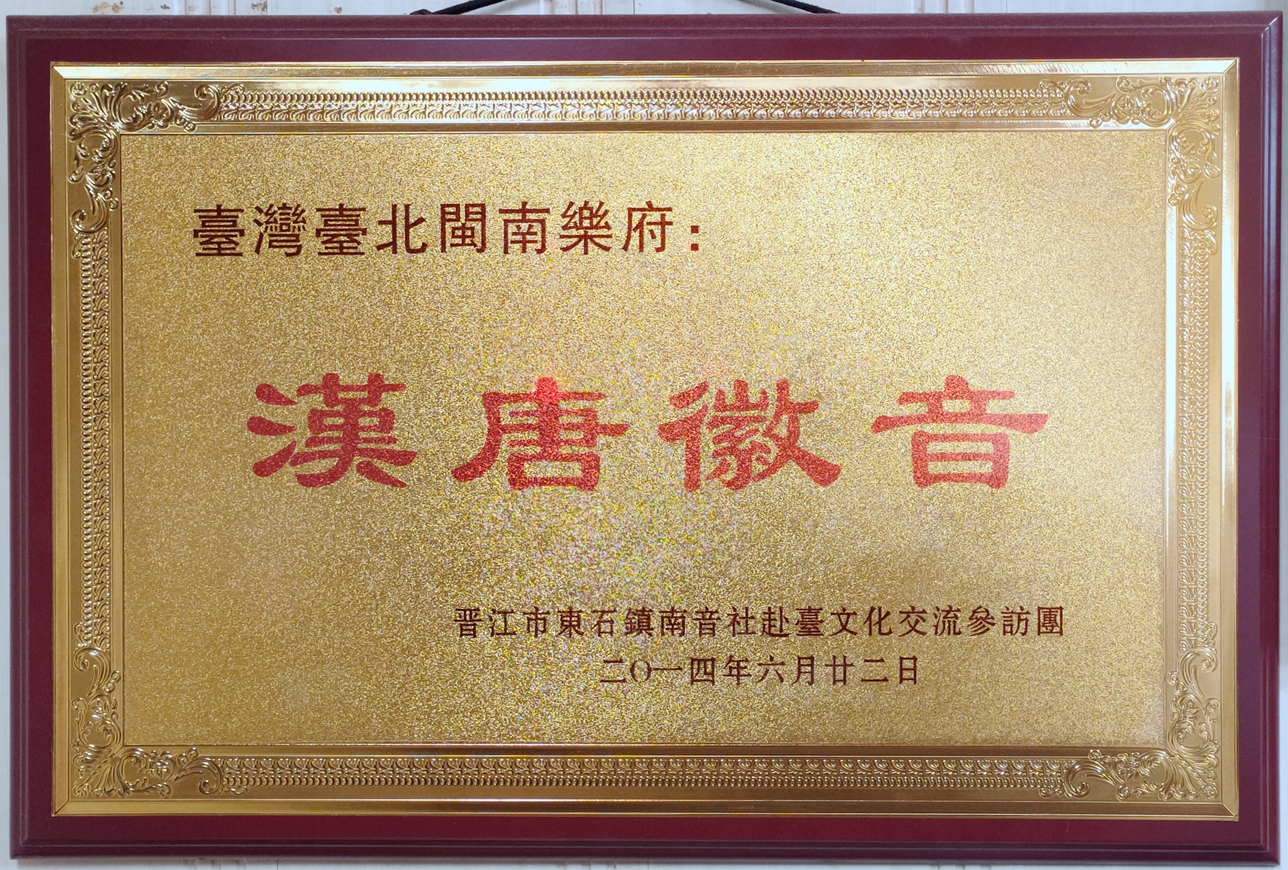 臺灣臺北閩南樂府：
漢唐徽音
晋江市東石鎮南音社赴臺文化交流參訪團
二〇一四年六月廿二日